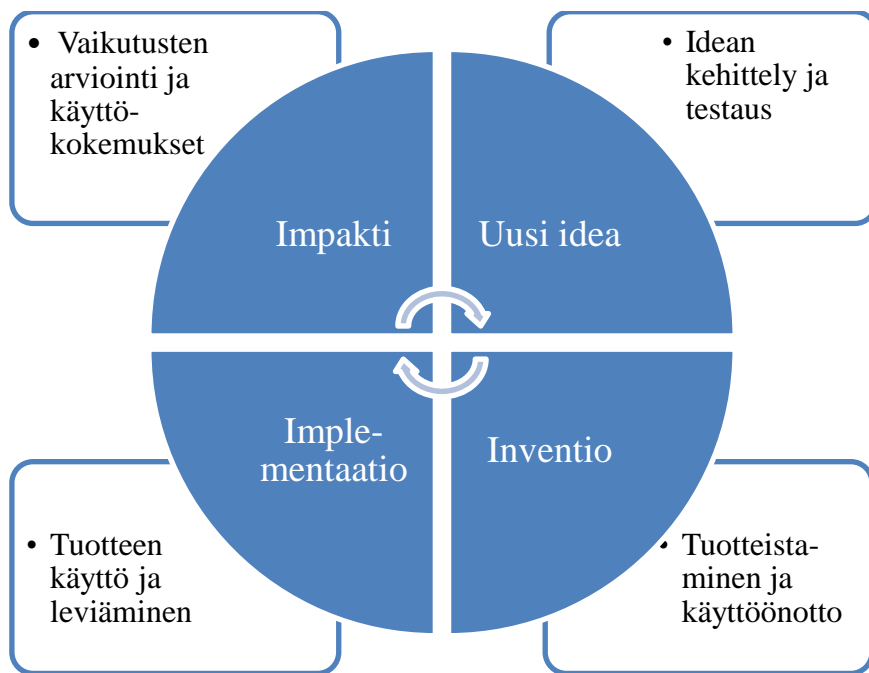 • Vaikutusten
arviointi ja
käyttö-
kokemukset
• Idean
kehittely ja
testaus
Impakti
Uusi idea
Imple-
mentaatio
Inventio
• Tuotteen
käyttö ja
leviäminen
• Tuotteista-
minen ja
käyttöönotto